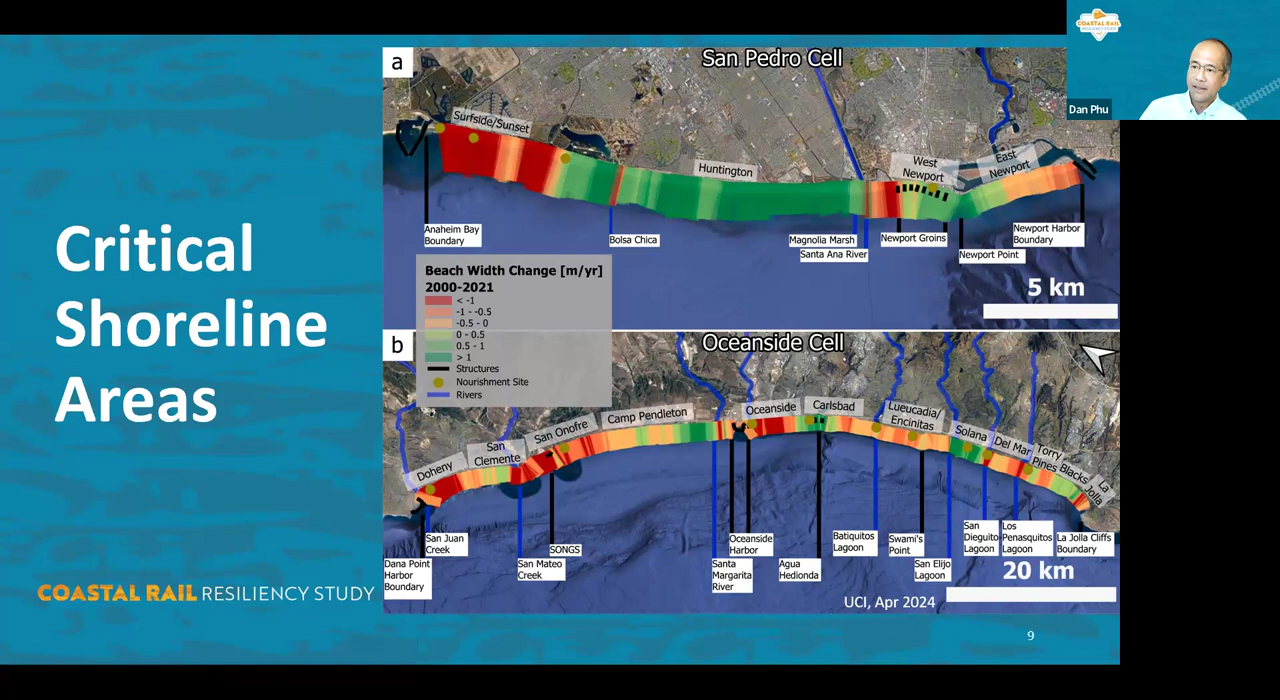 COASTAL RAIL
RESILIENCY STUDY
Dan Phu
Critical
Shoreline
Areas
COASTAL RAIL RESILIENCY STUDY
a
San Pedro Cell
Surfside/Sunset
Huntington
West
Newport
East
Newport
Anaheim Bay
Boundary
Bolsa Chica
Magnolia Marsh
Santa Ana River
Newport Groins
Newport Point
Newport Harbor
Boundary
5 km
Beach Width Change [m/yr]
2000-2021
< -1
-1 - -0.5
-0.5 - 0
0 - 0.5
0.5 - 1
> 1
Structures
Nourishment Site
Rivers
b
Oceanside Cell
Doheny
San
Clemente
San Onofre
Camp Pendleton
Oceanside
Carlsbad
Lueucadia/
Encinitas
Solana
Del Mar
Torry
Pines
Blacks
La
Jolla
San Juan
Creek
Dana Point
Harbor
Boundary
San Mateo
Creek
SONGS
Santa
Margarita
River
Oceanside
Harbor
Agua
Hedionda
Batiquitos
Lagoon
Swami's
Point
San Elijo
Lagoon
San
Dieguito
Lagoon
Los
Penasquitos
Lagoon
La Jolla Cliffs
Boundary
20 km
UCI, Apr 2024
9